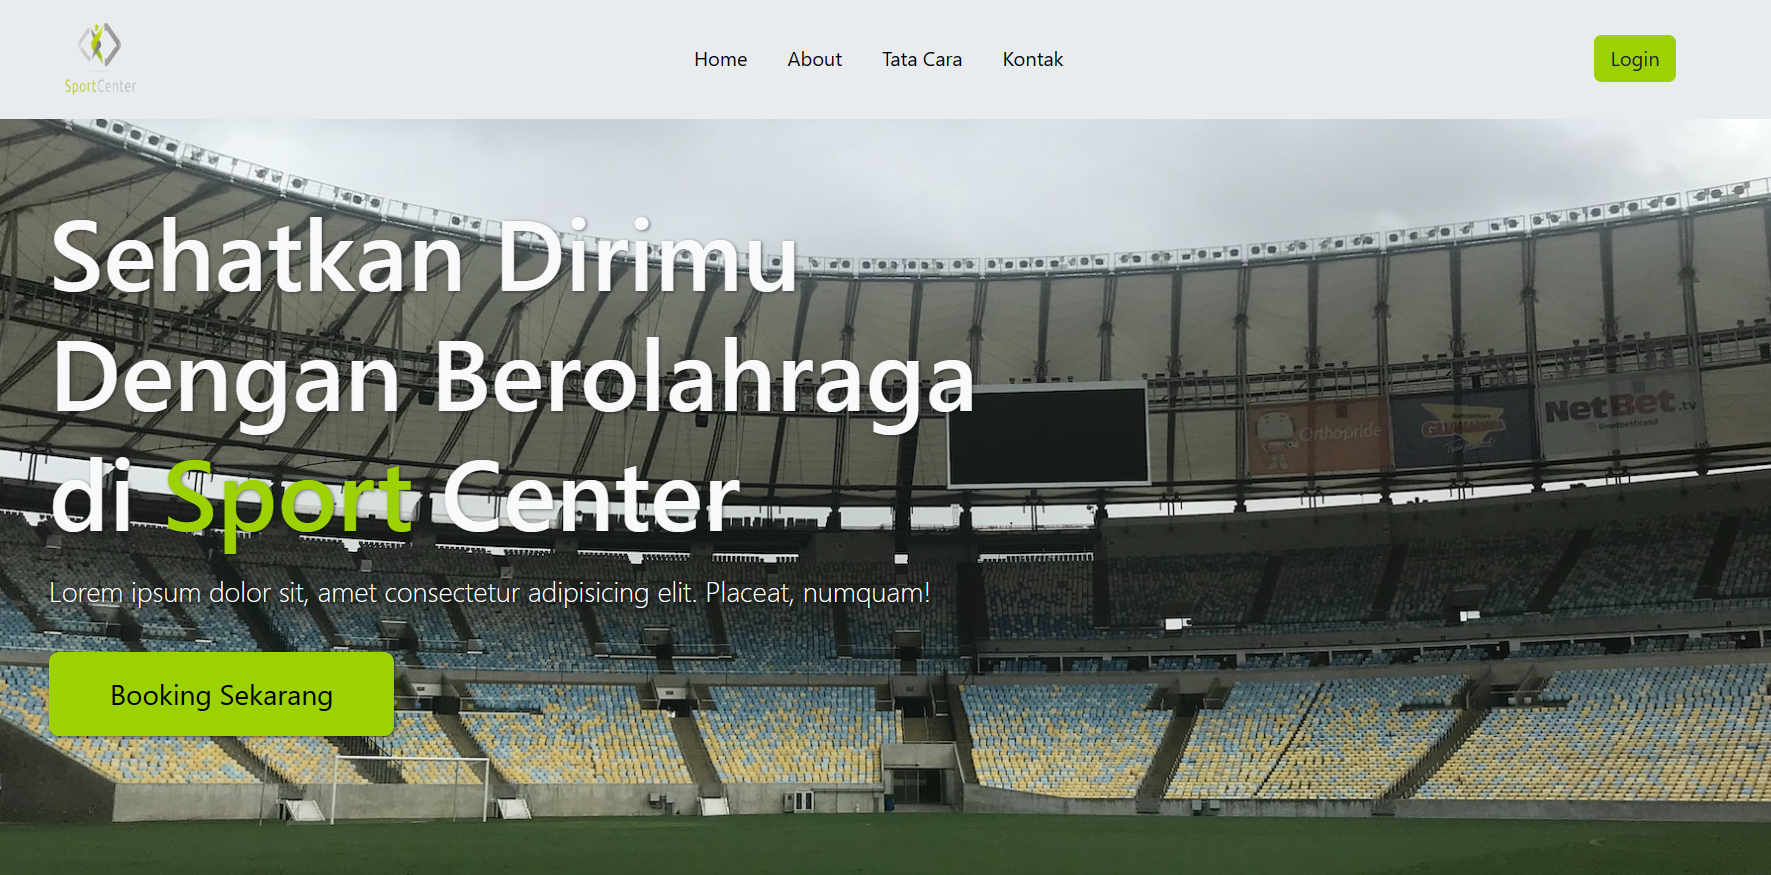 SportCenter
Home About Tata Cara Kontak
Login
Sehatkan Dirimu
Dengan Berolahraga
di Sport Center
Orthopride
NetBet.tv
Lorem ipsum dolor sit, amet consectetur adipisicing elit. Placeat, numquam!
Booking Sekarang